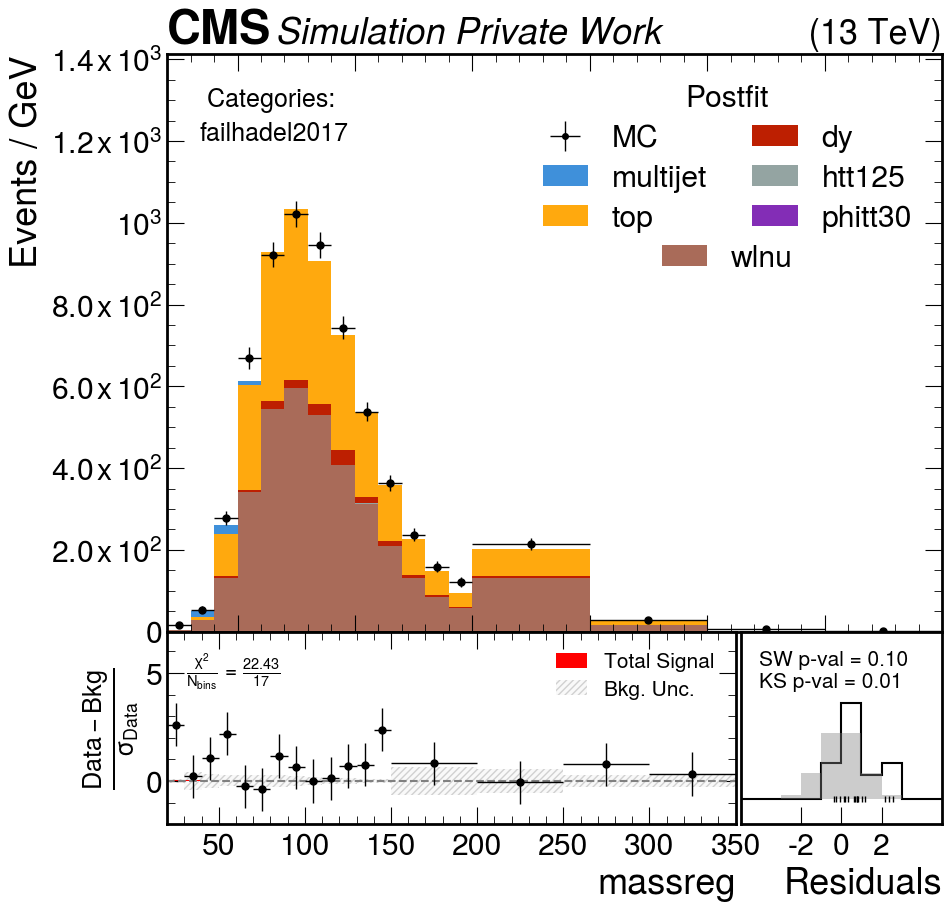 CMS Simulation Private Work (13 TeV)
Events / GeV
1.4 x 10³
1.2 x 10³
10³
8.0 x 10²
6.0 x 10²
4.0 x 10²
2.0 x 10²
0
Categories:
failhadel2017
Postfit
MC
dy
multijet
htt125
top
phitt30
wlnu
Data – Bkg
σData
5
0
χ²
Nbins
=
22.43
17
Total Signal
Bkg. Unc.
SW p-val = 0.10
KS p-val = 0.01
50 100 150 200 250 300 350
-2 0 2
massreg
Residuals